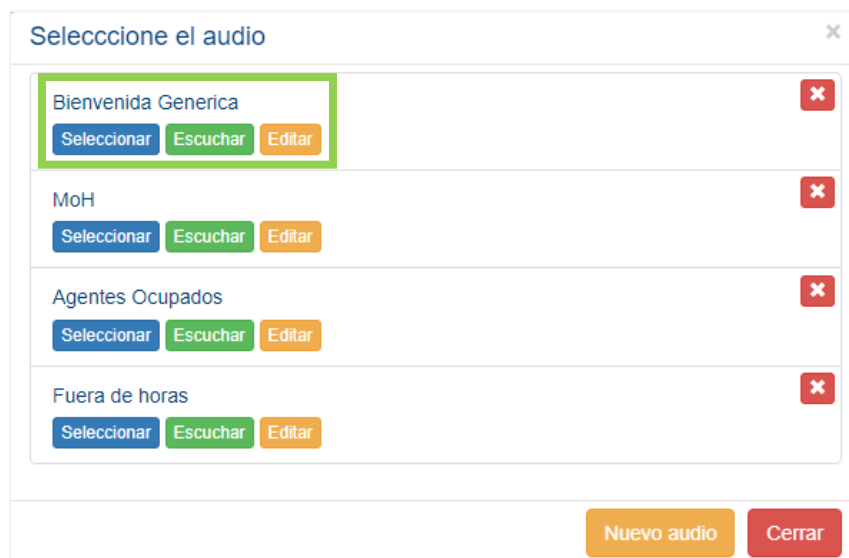 Selecccione el audio
Bienvenida Generica
Seleccionar Escuchar Editar
MoH
Seleccionar Escuchar Editar
Agentes Ocupados
Seleccionar Escuchar Editar
Fuera de horas
Seleccionar Escuchar Editar
Nuevo audio Cerrar